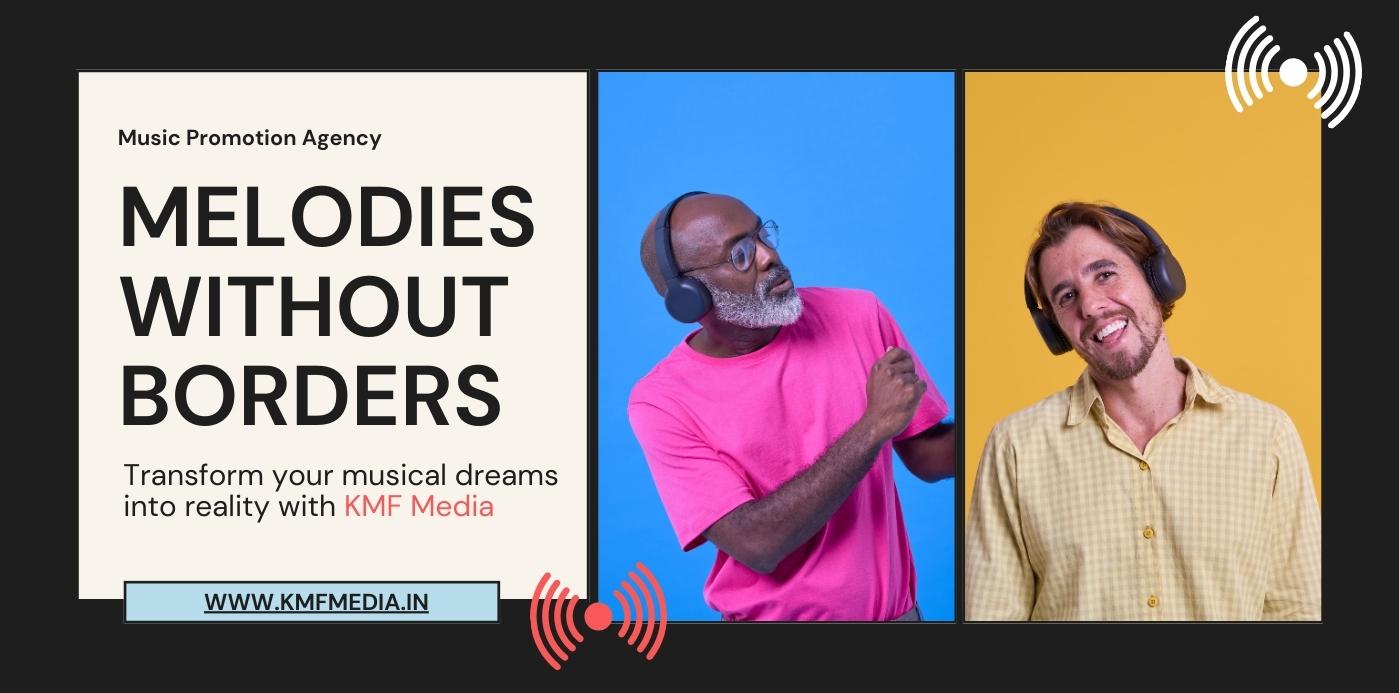 Music Promotion Agency
MELODIES
WITHOUT
BORDERS
Transform your musical dreams
into reality with KMF Media
WWW.KMFMEDIA.IN